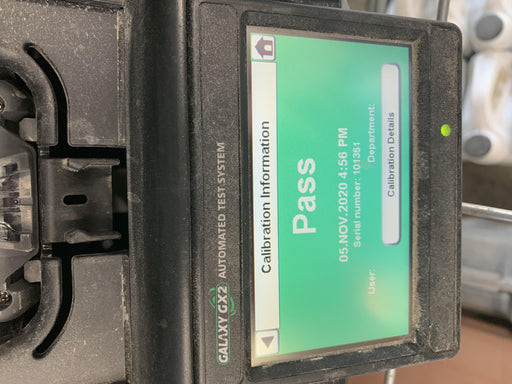 Calibration Information
Pass
05.NOV.2020 4:56 PM
Serial number: 101351
User:
Department:
Calibration Details
GALAXY GX2 AUTOMATED TEST SYSTEM